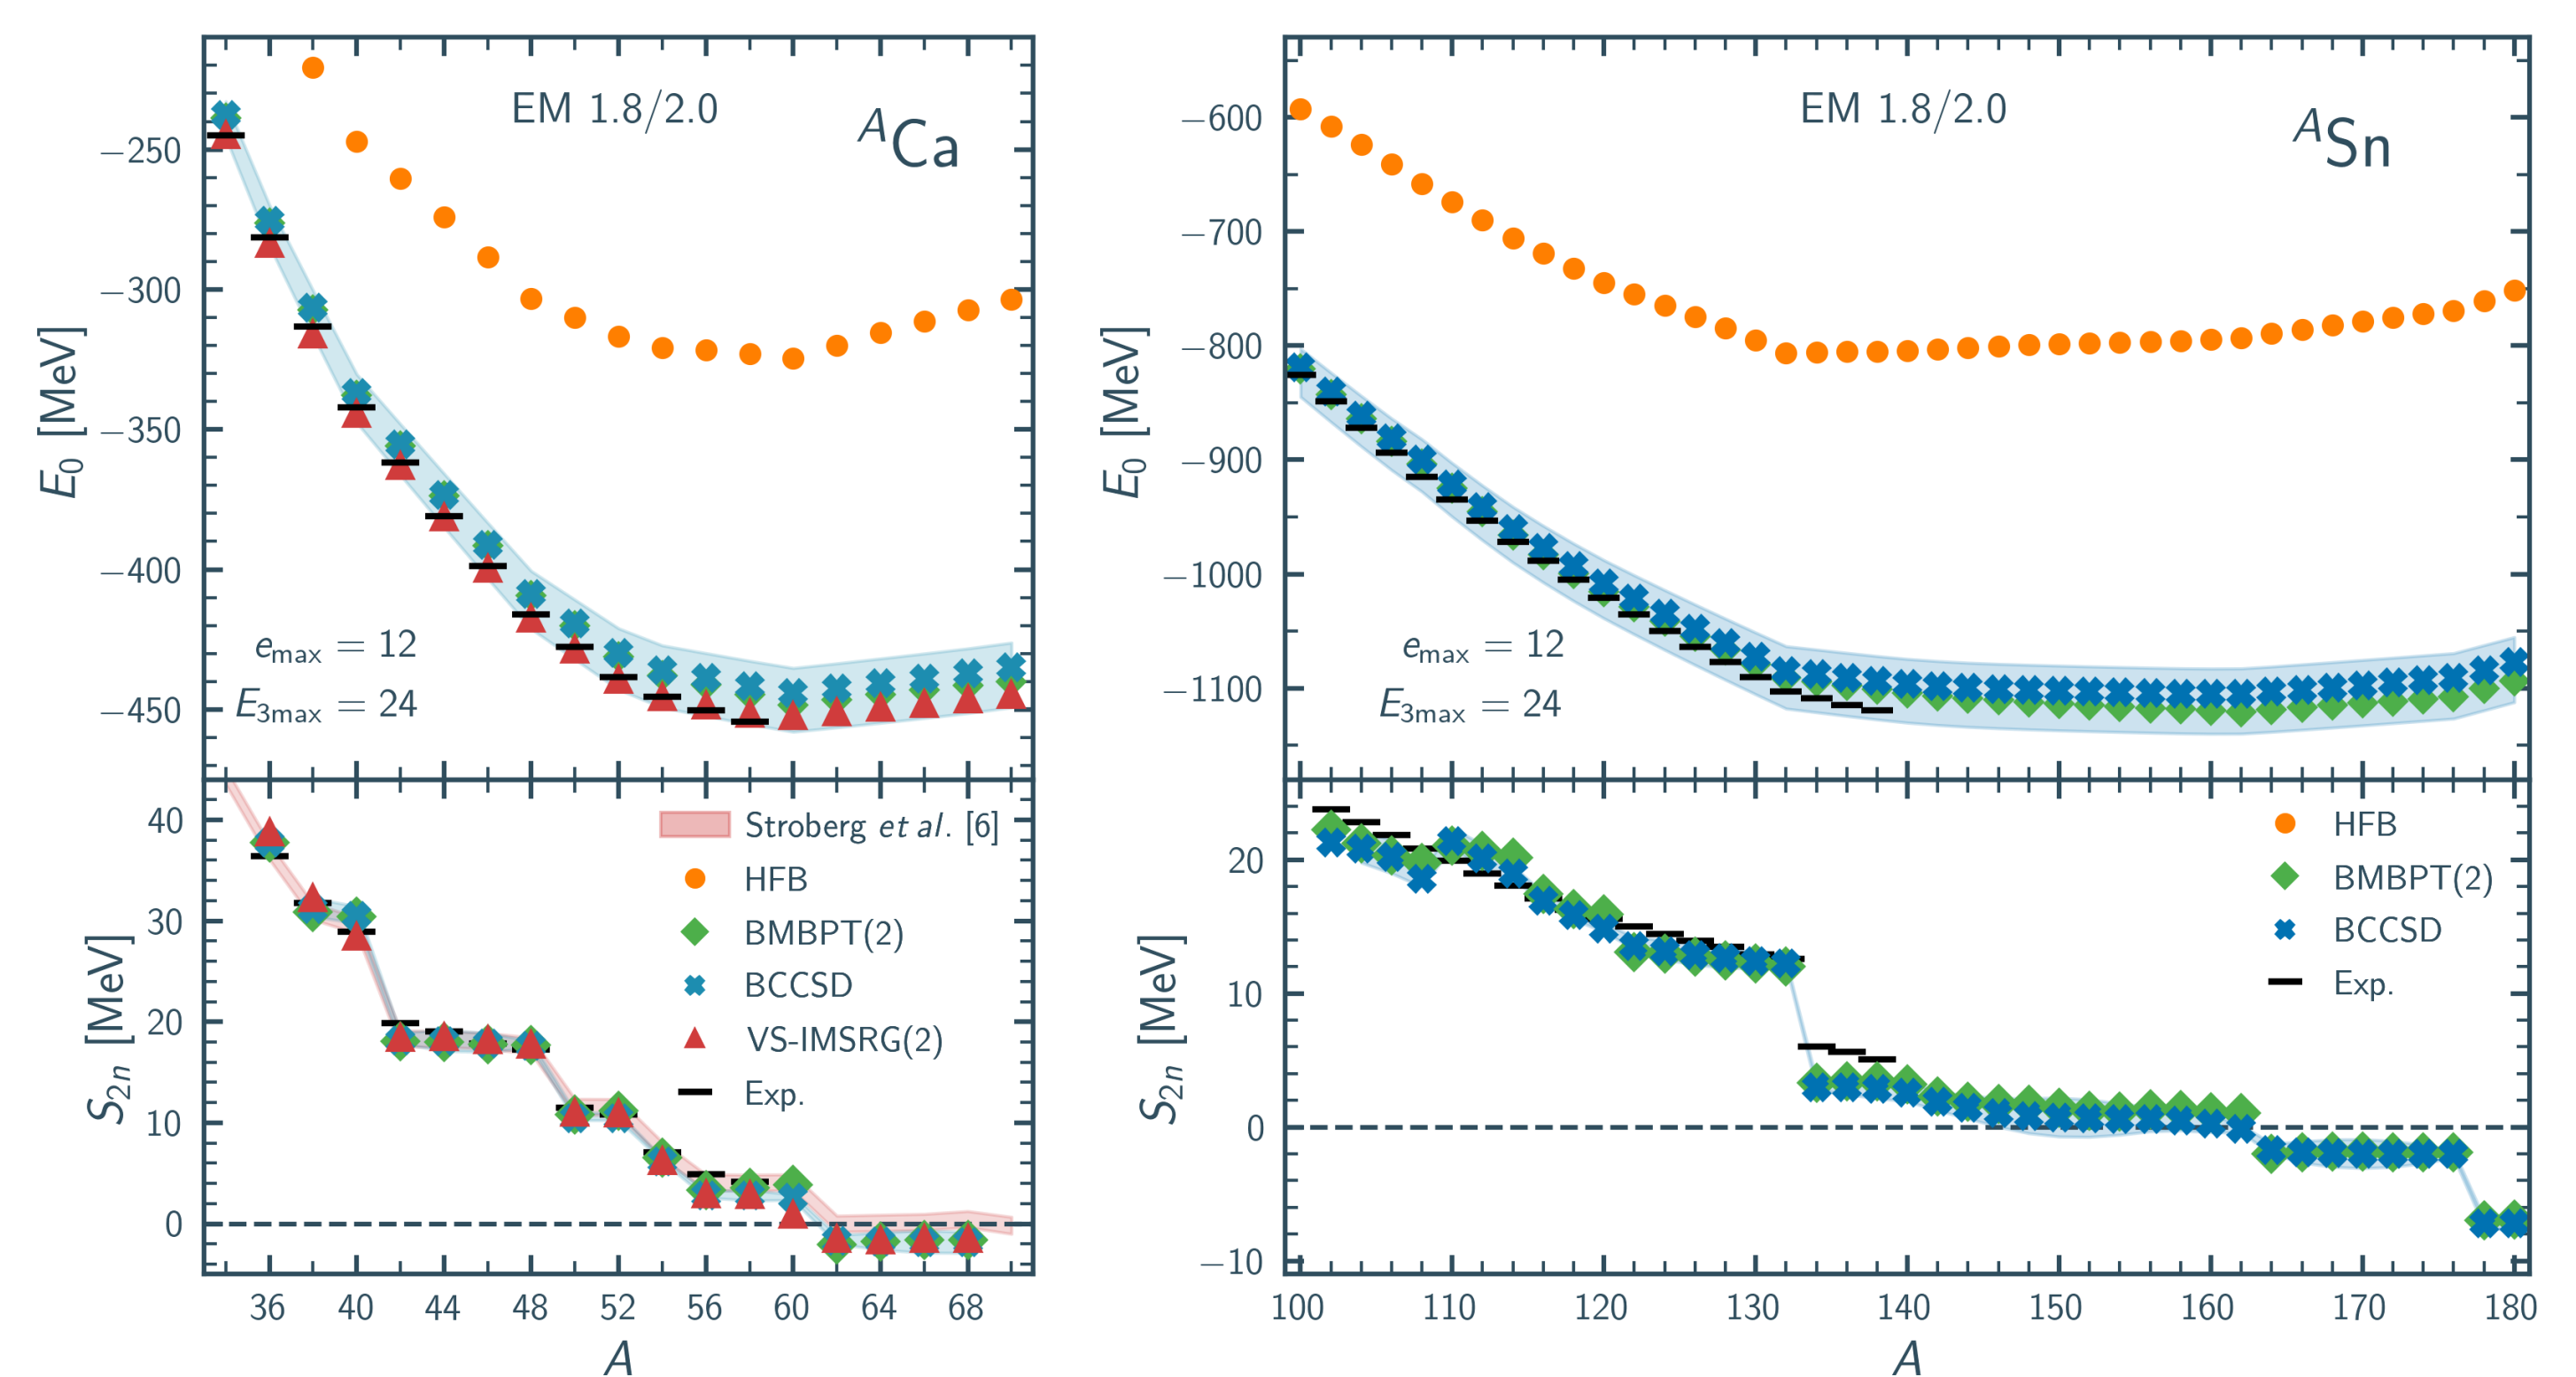 EM 1.8/2.0
ᴬCa
E₀ [MeV]
−250
−300
−350
−400
−450
eₘₐₓ = 12
E₃ₘₐₓ = 24
S₂ₙ [MeV]
40
30
20
10
0
Stroberg et al. [6]
HFB
BMBPT(2)
BCCSD
VS-IMSRG(2)
Exp.
36 40 44 48 52 56 60 64 68
A
EM 1.8/2.0
ᴬSn
E₀ [MeV]
−600
−700
−800
−900
−1000
−1100
eₘₐₓ = 12
E₃ₘₐₓ = 24
S₂ₙ [MeV]
20
10
0
−10
HFB
BMBPT(2)
BCCSD
Exp.
100 110 120 130 140 150 160 170 180
A